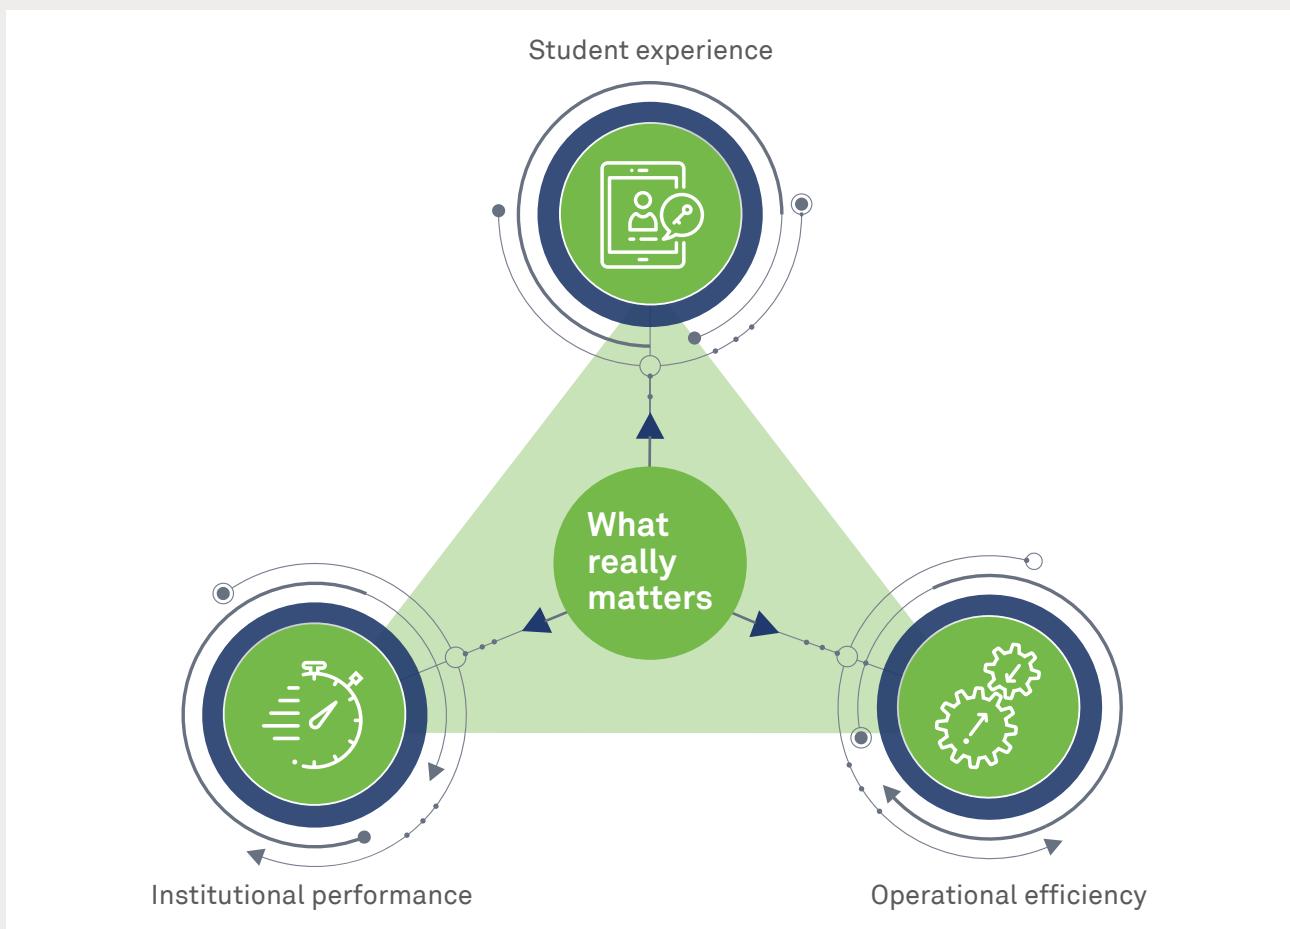 Student experience
What
really
matters
Institutional performance
Operational efficiency